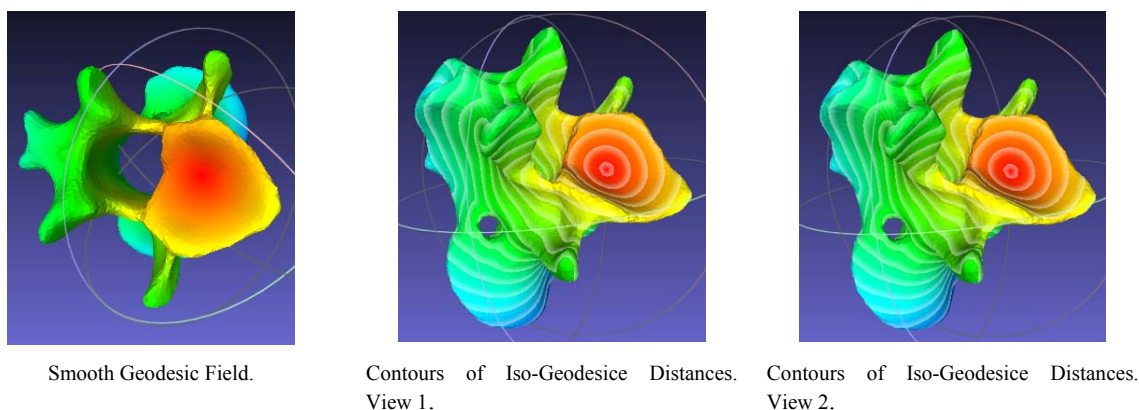 Smooth Geodesic Field.
Contours of Iso-Geodesice Distances.
View 1.
Contours of Iso-Geodesice Distances.
View 2.